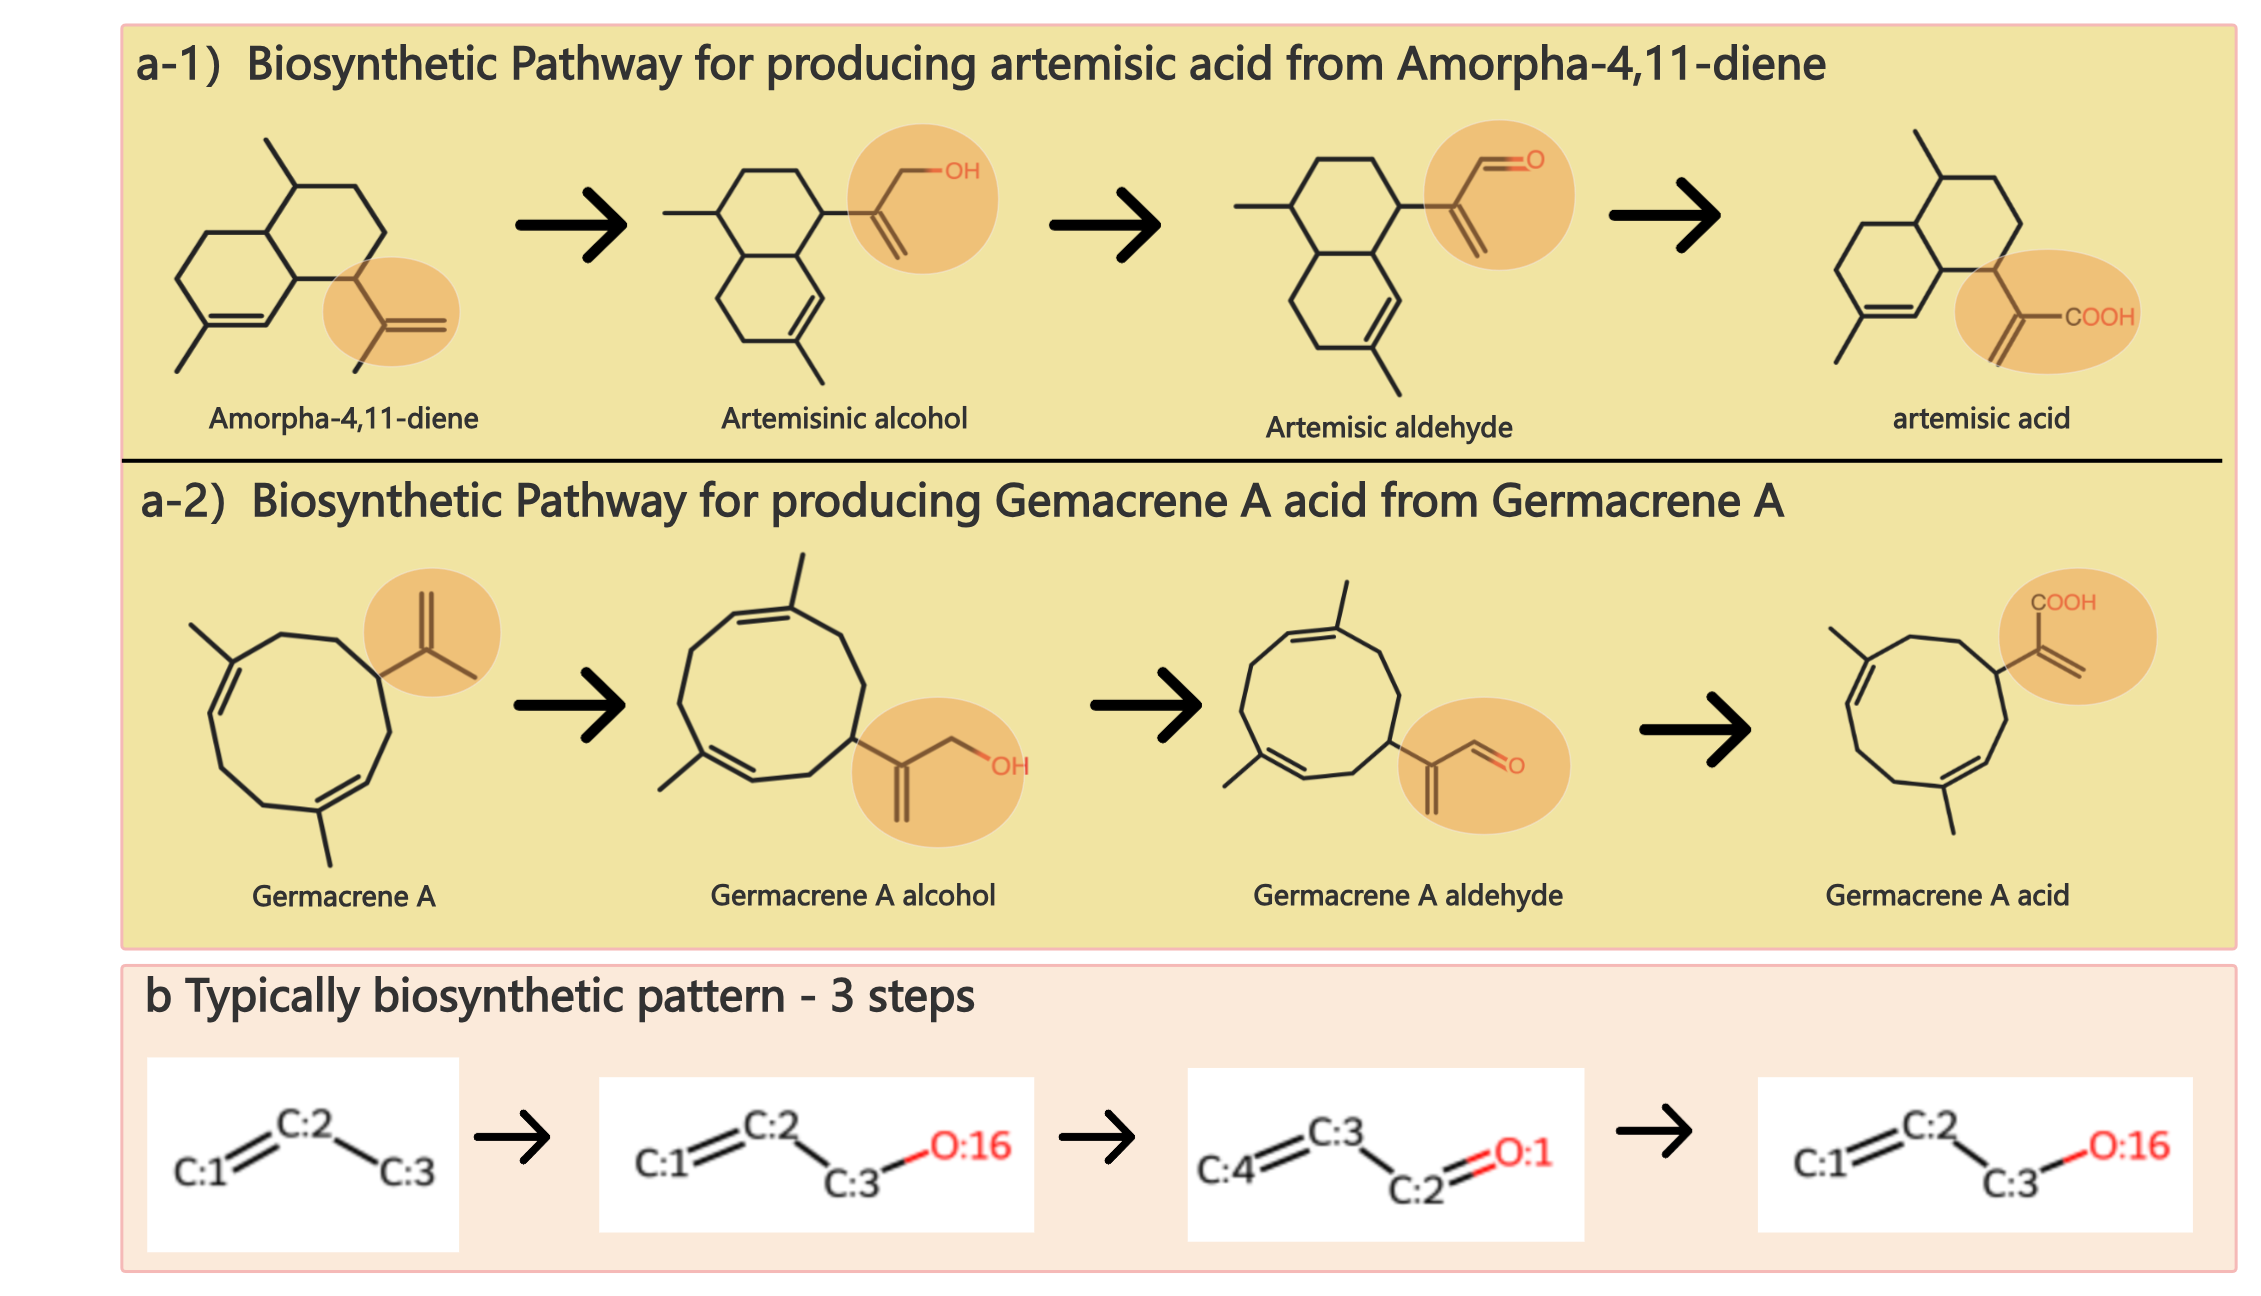 a-1) Biosynthetic Pathway for producing artemisic acid from Amorpha-4,11-diene
OH
O
COOH
Amorpha-4,11-diene
Artemisinic alcohol
Artemisic aldehyde
artemisic acid
a-2) Biosynthetic Pathway for producing Gemacrene A acid from Germacrene A
OH
O
COOH
Germacrene A
Germacrene A alcohol
Germacrene A aldehyde
Germacrene A acid
b Typically biosynthetic pattern - 3 steps
C:1 C:2 C:3
C:1 C:2 C:3 O:16
C:4 C:3 C:2 O:1
C:1 C:2 C:3 O:16